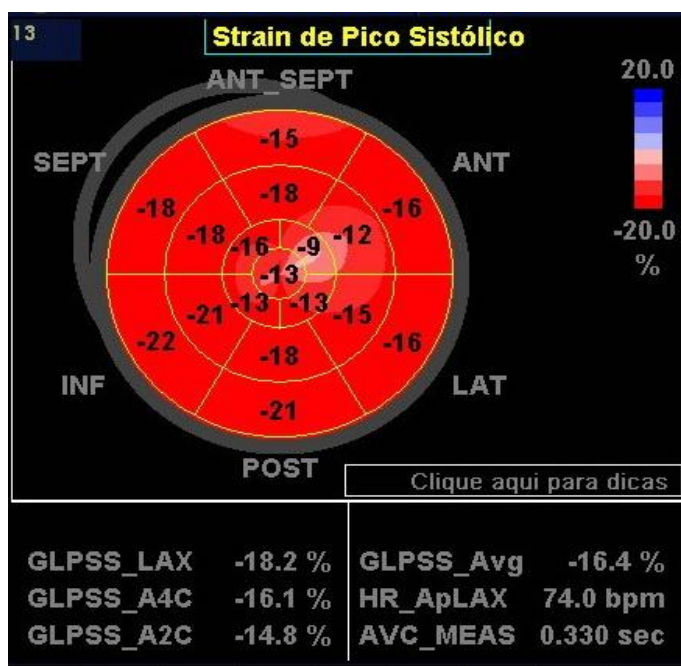 13
Strain de Pico Sistólico
ANT_SEPT
20.0
SEPT
ANT
-15
-18
-16
-18
-18
-12
-16
-9
-20.0
%
-13
-21
-13
-13
-15
-22
-16
-18
INF
LAT
-21
POST
Clique aqui para dicas
GLPSS_LAX -18.2 %
GLPSS_Avg -16.4 %
GLPSS_A4C -16.1 %
HR_ApLAX 74.0 bpm
GLPSS_A2C -14.8 %
AVC_MEAS 0.330 sec